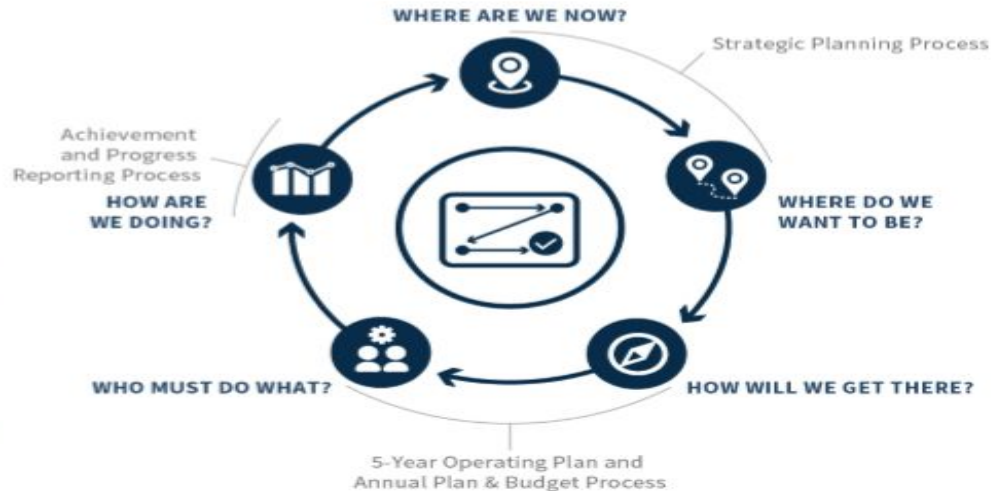 WHERE ARE WE NOW?
Strategic Planning Process
Achievement
and Progress
Reporting Process
HOW ARE
WE DOING?
WHERE DO WE
WANT TO BE?
WHO MUST DO WHAT?
HOW WILL WE GET THERE?
5-Year Operating Plan and
Annual Plan & Budget Process